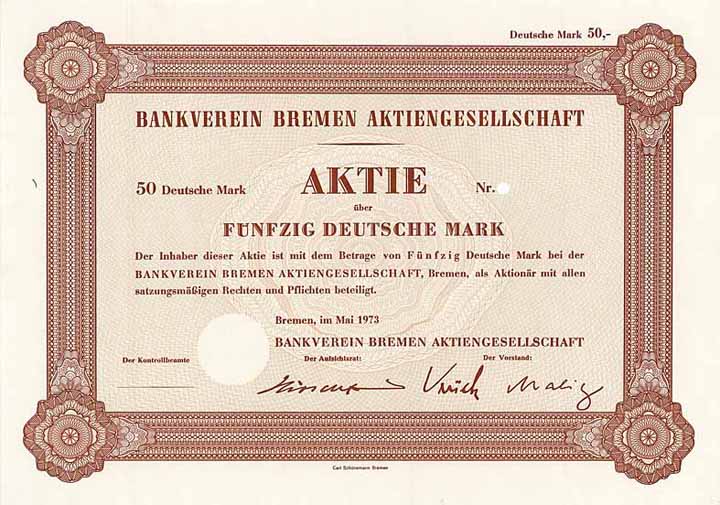 Deutsche Mark 50,-
BANKVEREIN BREMEN AKTIENGESELLSCHAFT
50 Deutsche Mark AKTIE Nr.
über
FÜNFZIG DEUTSCHE MARK
Der Inhaber dieser Aktie ist mit dem Betrage von Fünfzig Deutsche Mark bei der
BANKVEREIN BREMEN AKTIENGESELLSCHAFT, Bremen, als Aktionär mit allen
satzungsmäßigen Rechten und Pflichten beteiligt.
Bremen, im Mai 1973
BANKVEREIN BREMEN AKTIENGESELLSCHAFT
Der Kontrollbeamte Der Aufsichtsrat: Der Vorstand:
Carl Schünemann Bremen